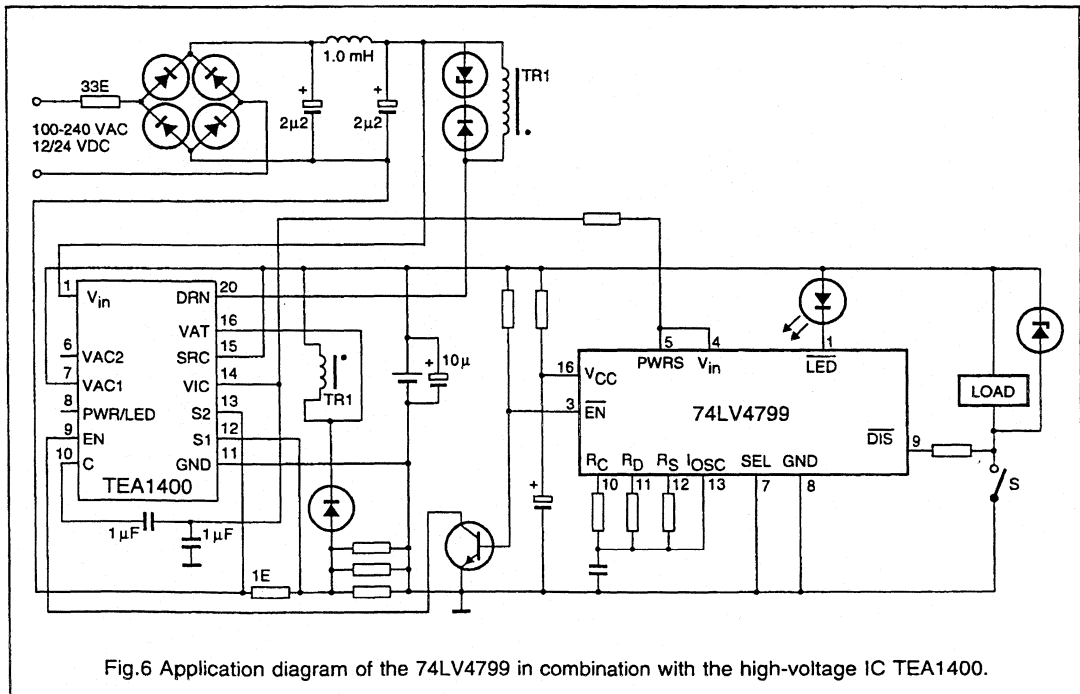 33E
100-240 VAC
12/24 VDC
+
2µ2
1.0 mH
+
2µ2
TR1
1 Vin
DRN 20
VAT 16
6 VAC2
SRC 15
7 VAC1
VIC 14
8 PWR/LED
S2 13
9 EN
S1 12
10 C
GND 11
TEA1400
1 µF
1 µF
1E
TR1
+
10µ
+
5 4 1
PWRS Vin LED
16 VCC
3 EN
74LV4799
DIS 9
RC RD RS IOSC SEL GND
10 11 12 13 7 8
LOAD
S
Fig.6 Application diagram of the 74LV4799 in combination with the high-voltage IC TEA1400.